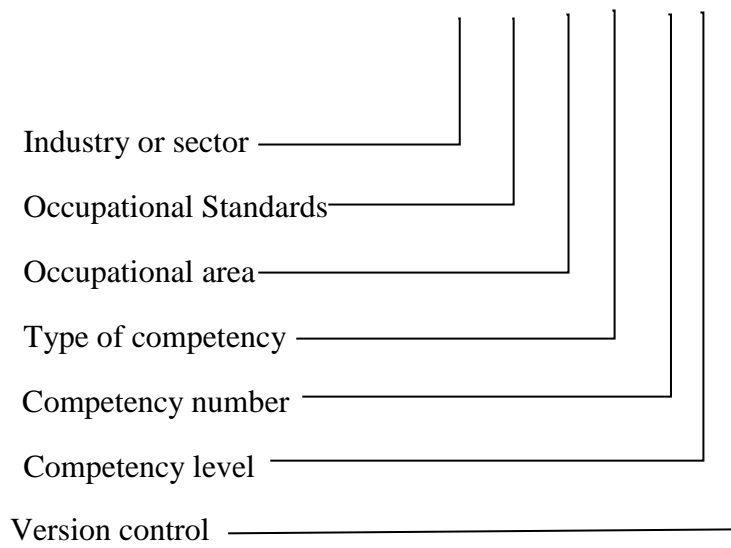 Industry or sector
Occupational Standards
Occupational area
Type of competency
Competency number
Competency level
Version control